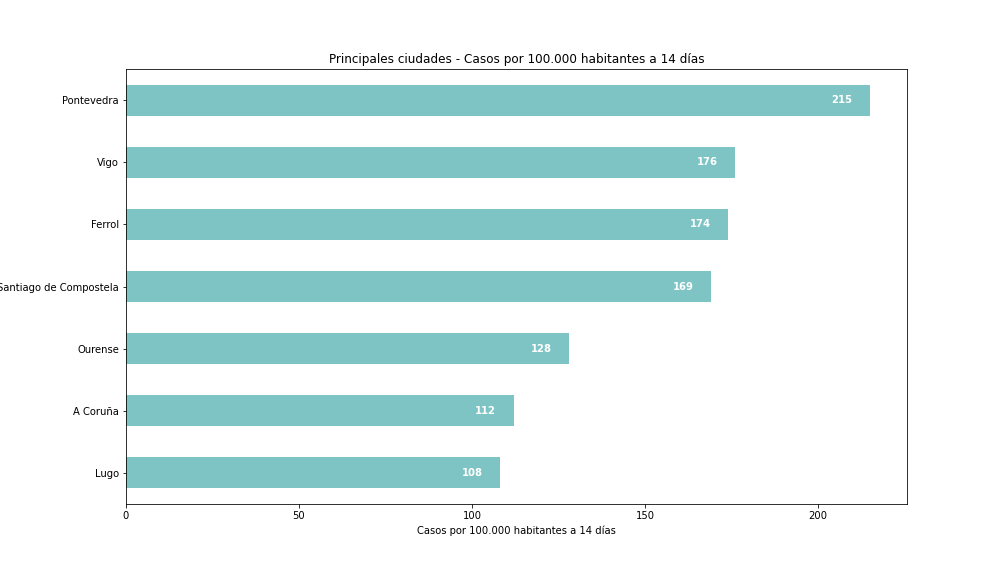 Principales ciudades - Casos por 100.000 habitantes a 14 días
Pontevedra 215
Vigo 176
Ferrol 174
Santiago de Compostela 169
Ourense 128
A Coruña 112
Lugo 108
0 50 100 150 200
Casos por 100.000 habitantes a 14 días